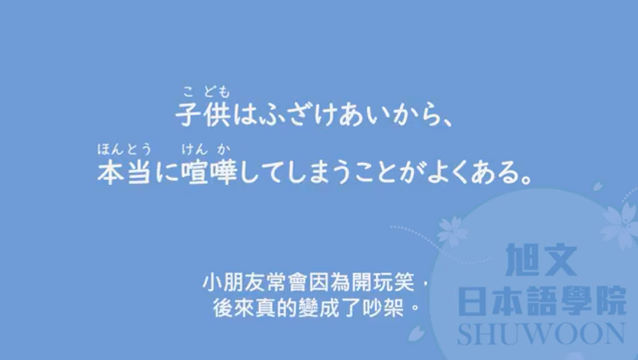 こ ども
子供はふざけあいから、
ほんとう けん か
本当に喧嘩してしまうことがよくある。
小朋友常會因為開玩笑，
後來真的變成了吵架。
旭文
日本語學院
SHUWOON